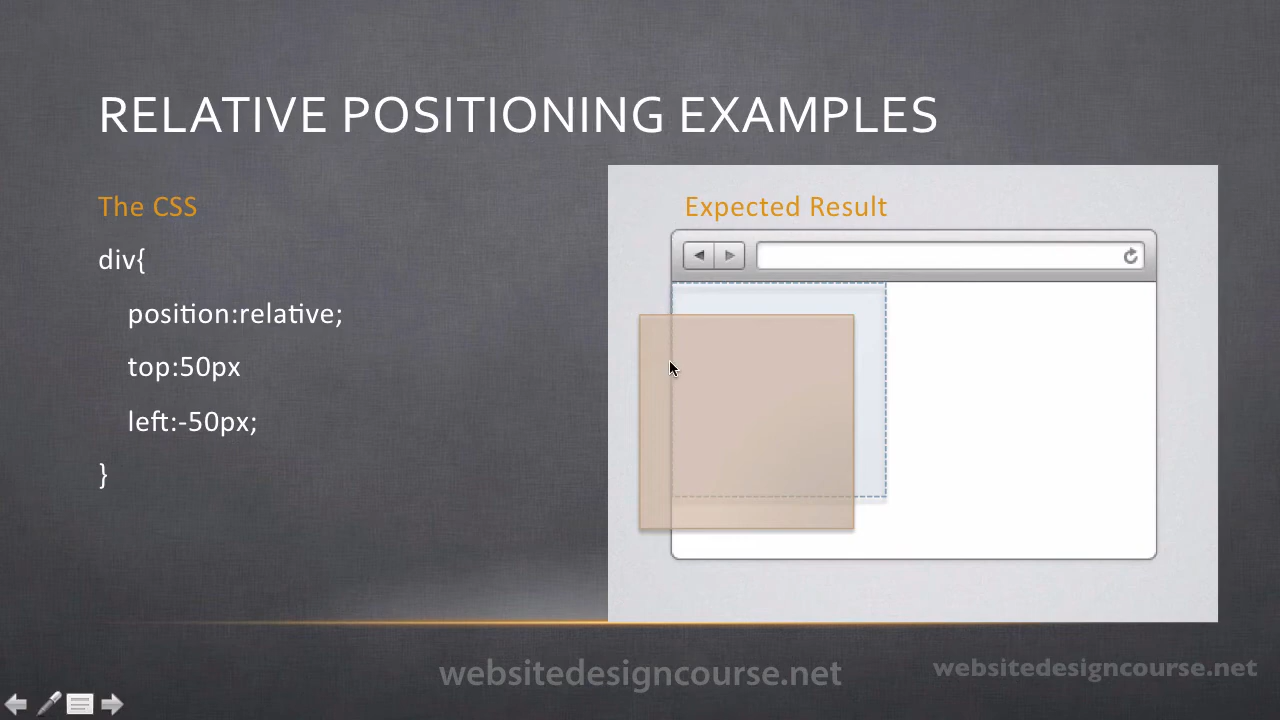 RELATIVE POSITIONING EXAMPLES
The CSS
div{
position:relative;
top:50px
left:-50px;
}
Expected Result
websitedesigncourse.net
websitedesigncourse.net